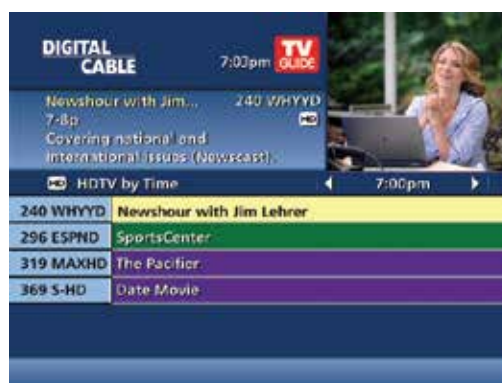 DIGITAL
CABLE
7:03pm
TV
GUIDE
Newshour with Jim... 240 WHYYD
7-8p HD
Covering national and
international issues (Newscast).
HD HDTV by Time 7:00pm
240 WHYYD Newshour with Jim Lehrer
296 ESPND SportsCenter
319 MAXHD The Pacifier
369 S-HD Date Movie